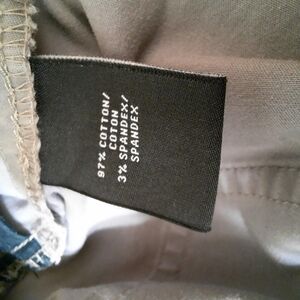 97% COTTON/
COTON
3% SPANDEX/
SPANDEX